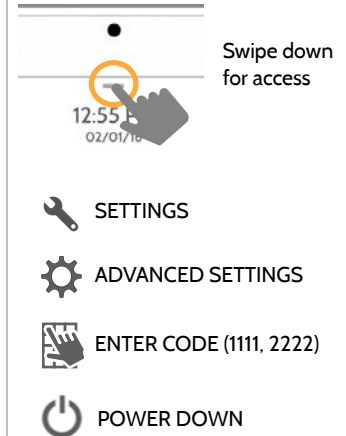 Swipe down
for access
12:55
02/01/16
SETTINGS
ADVANCED SETTINGS
ENTER CODE (1111, 2222)
POWER DOWN